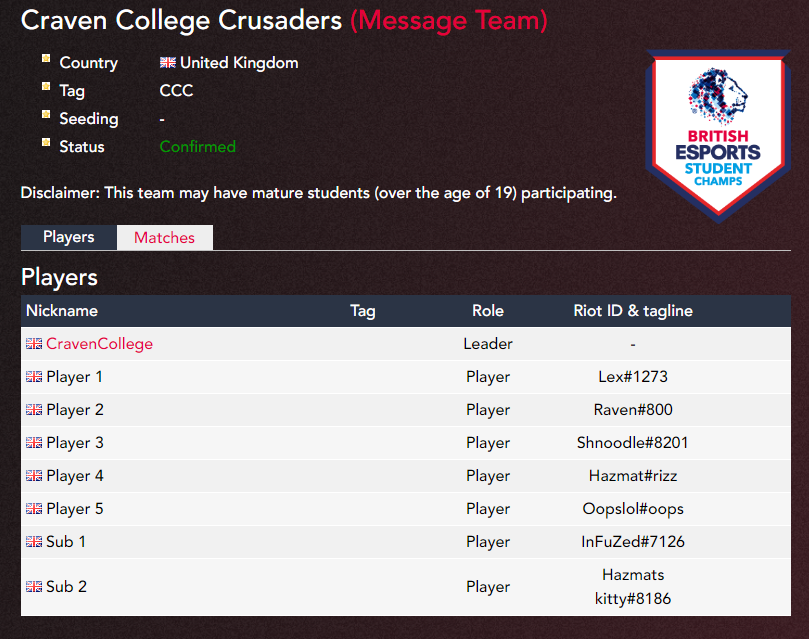 Craven College Crusaders (Message Team)
Country United Kingdom
Tag CCC
Seeding -
Status Confirmed
BRITISH
ESPORTS
STUDENT
CHAMPS
Disclaimer: This team may have mature students (over the age of 19) participating.
Players Matches
Players
Nickname Tag Role Riot ID & tagline
CravenCollege Leader -
Player 1 Player Lex#1273
Player 2 Player Raven#800
Player 3 Player Shnoodle#8201
Player 4 Player Hazmat#rizz
Player 5 Player Oopslol#oops
Sub 1 Player InFuZed#7126
Sub 2 Player Hazmats
kitty#8186